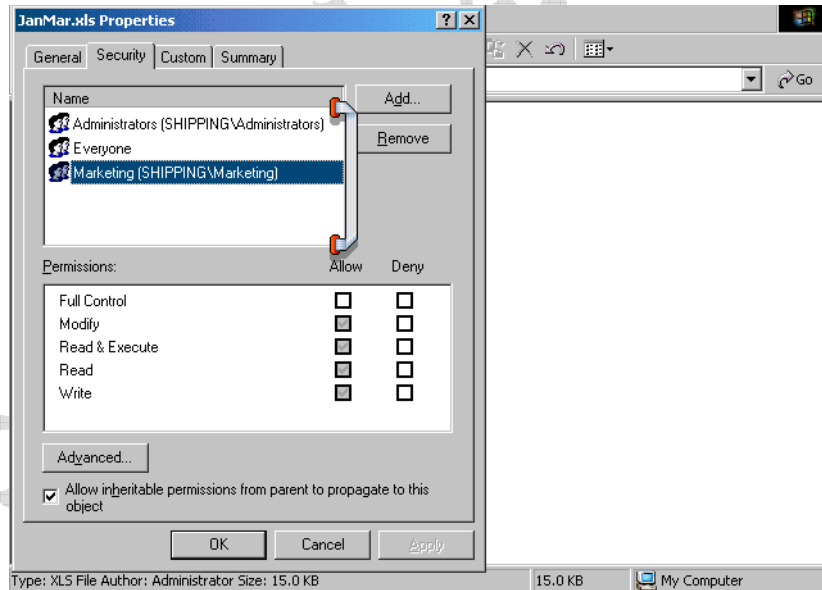 JanMar.xls Properties
General Security Custom Summary
Go
Name
Add...
Administrators (SHIPPING\Administrators)
Remove
Everyone
Marketing (SHIPPING\Marketing)
Permissions: Allow Deny
Full Control
Modify
Read & Execute
Read
Write
Advanced...
Allow inheritable permissions from parent to propagate to this
object
OK Cancel Apply
Type: XLS File Author: Administrator Size: 15.0 KB 15.0 KB My Computer